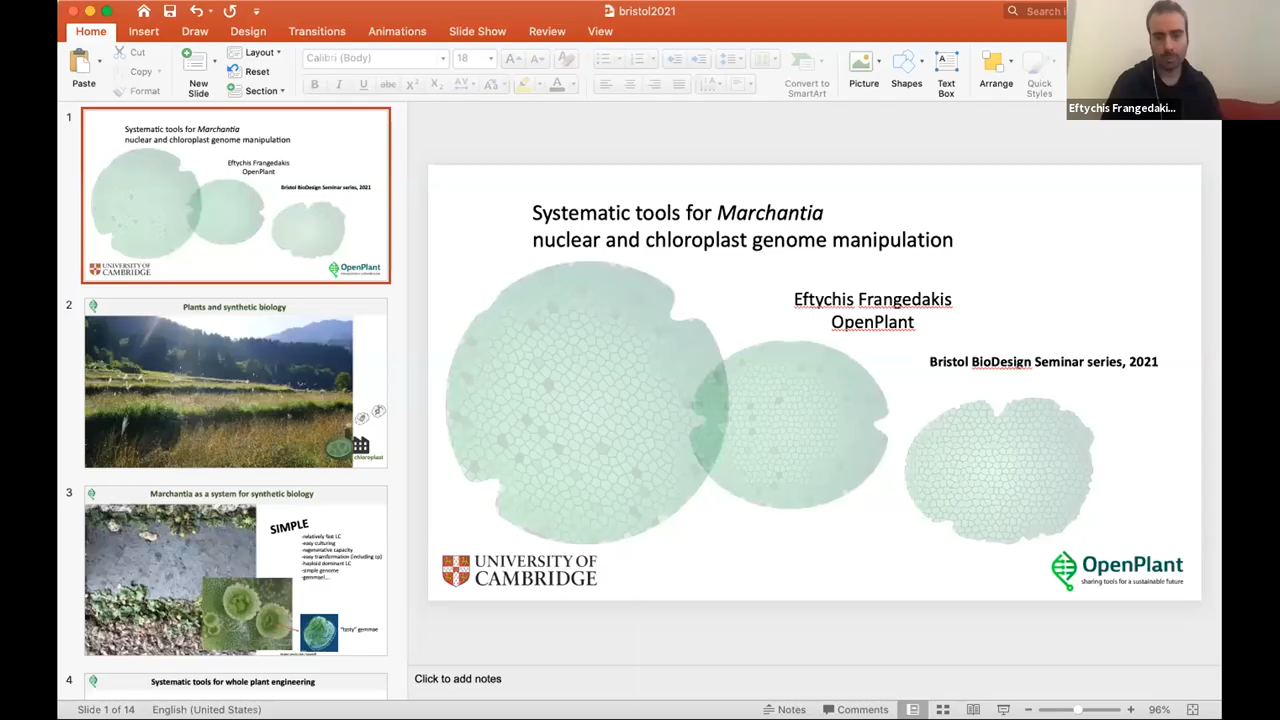 bristol2021
Search i
Home Insert Draw Design Transitions Animations Slide Show Review View
Paste
Cut
Copy
Format
New
Slide
Layout
Reset
Section
Calibri (Body) 18
Convert to
SmartArt
Picture
Shapes
Text
Box
Arrange
Quick
Styles
Eftychis Frangedaki...
1
Systematic tools for Marchantia
nuclear and chloroplast genome manipulation
Eftychis Frangedakis
OpenPlant
Bristol BioDesign Seminar series, 2021
UNIVERSITY OF
CAMBRIDGE
OpenPlant
2
Plants and synthetic biology
chloroplast
3
Marchantia as a system for synthetic biology
SIMPLE
-relatively fast LC
-easy culturing
-regenerative capacity
-easy transformation (including cp)
-haploid dominant LC
-simple genome
-gemmae!...
"tasty" gemmae
4
Systematic tools for whole plant engineering
Systematic tools for Marchantia
nuclear and chloroplast genome manipulation
Eftychis Frangedakis
OpenPlant
Bristol BioDesign Seminar series, 2021
UNIVERSITY OF
CAMBRIDGE
OpenPlant
sharing tools for a sustainable future
Click to add notes
Slide 1 of 14 English (United States) Notes Comments 96%